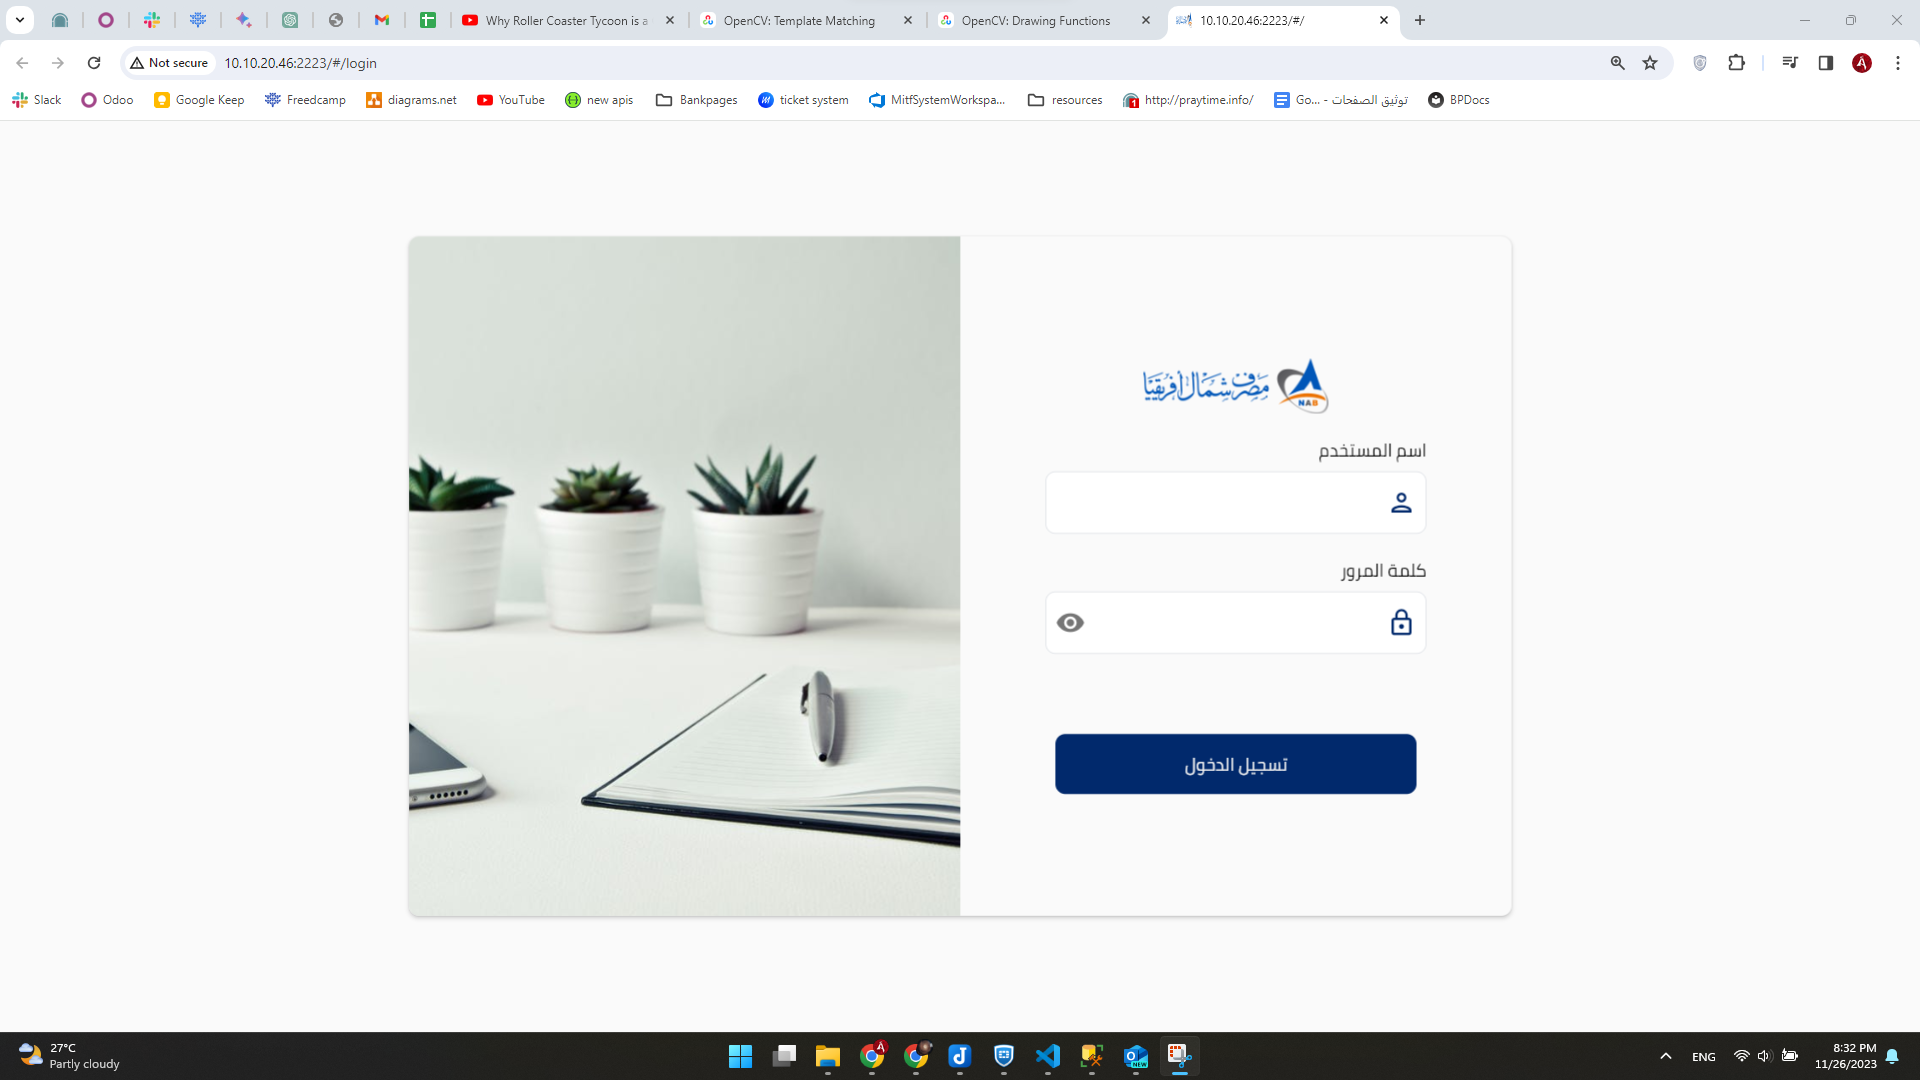 Why Roller Coaster Tycoon is a
OpenCV: Template Matching
OpenCV: Drawing Functions
10.10.20.46:2223/#/
Not secure
10.10.20.46:2223/#/login
Slack
Odoo
Google Keep
Freedcamp
diagrams.net
YouTube
new apis
Bankpages
ticket system
MitfSystemWorkspa...
resources
http://praytime.info/
توثيق الصفحات - Go...
BPDocs
مصرف شمال أفريقيا
NAB
اسم المستخدم
كلمة المرور
تسجيل الدخول
27°C
Partly cloudy
ENG
8:32 PM
11/26/2023